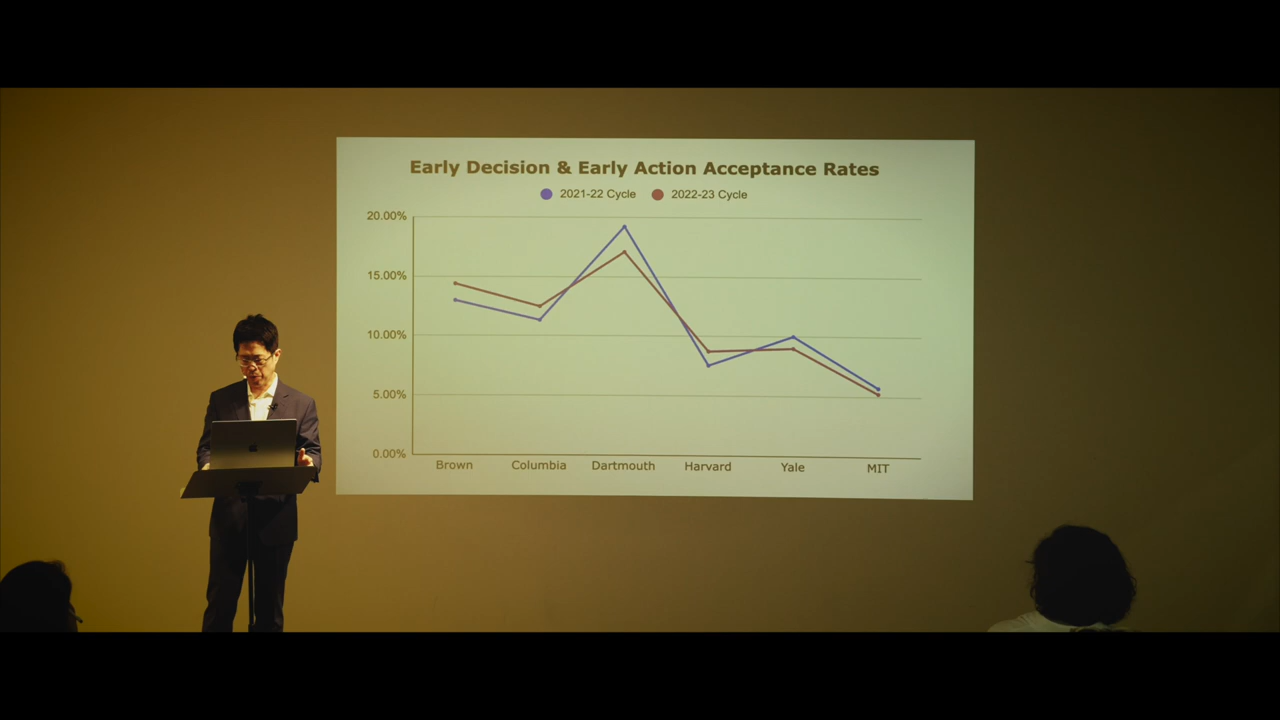 Early Decision & Early Action Acceptance Rates
2021-22 Cycle 2022-23 Cycle
20.00%
15.00%
10.00%
5.00%
0.00%
Brown Columbia Dartmouth Harvard Yale MIT